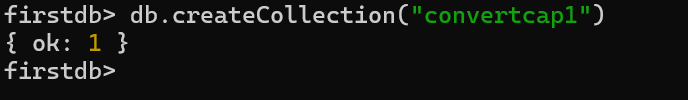 firstdb> db.createCollection("convertcap1")
{ ok: 1 }
firstdb>